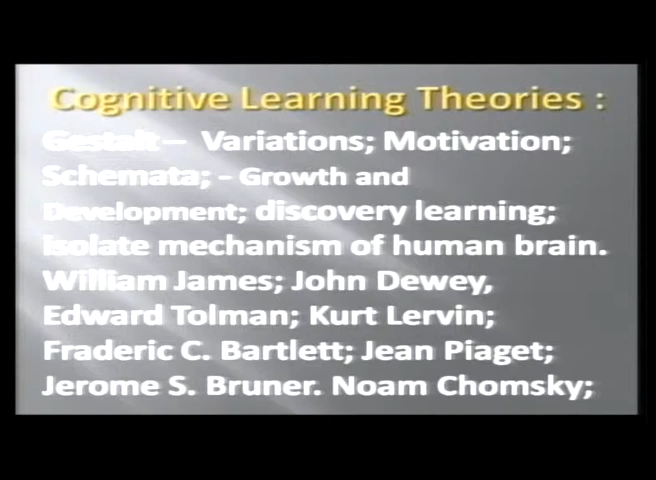 Cognitive Learning Theories :
Gestalt – Variations; Motivation;
Schemata; - Growth and
Development; discovery learning;
isolate mechanism of human brain.
William James; John Dewey,
Edward Tolman; Kurt Lervin;
Fraderic C. Bartlett; Jean Piaget;
Jerome S. Bruner. Noam Chomsky;